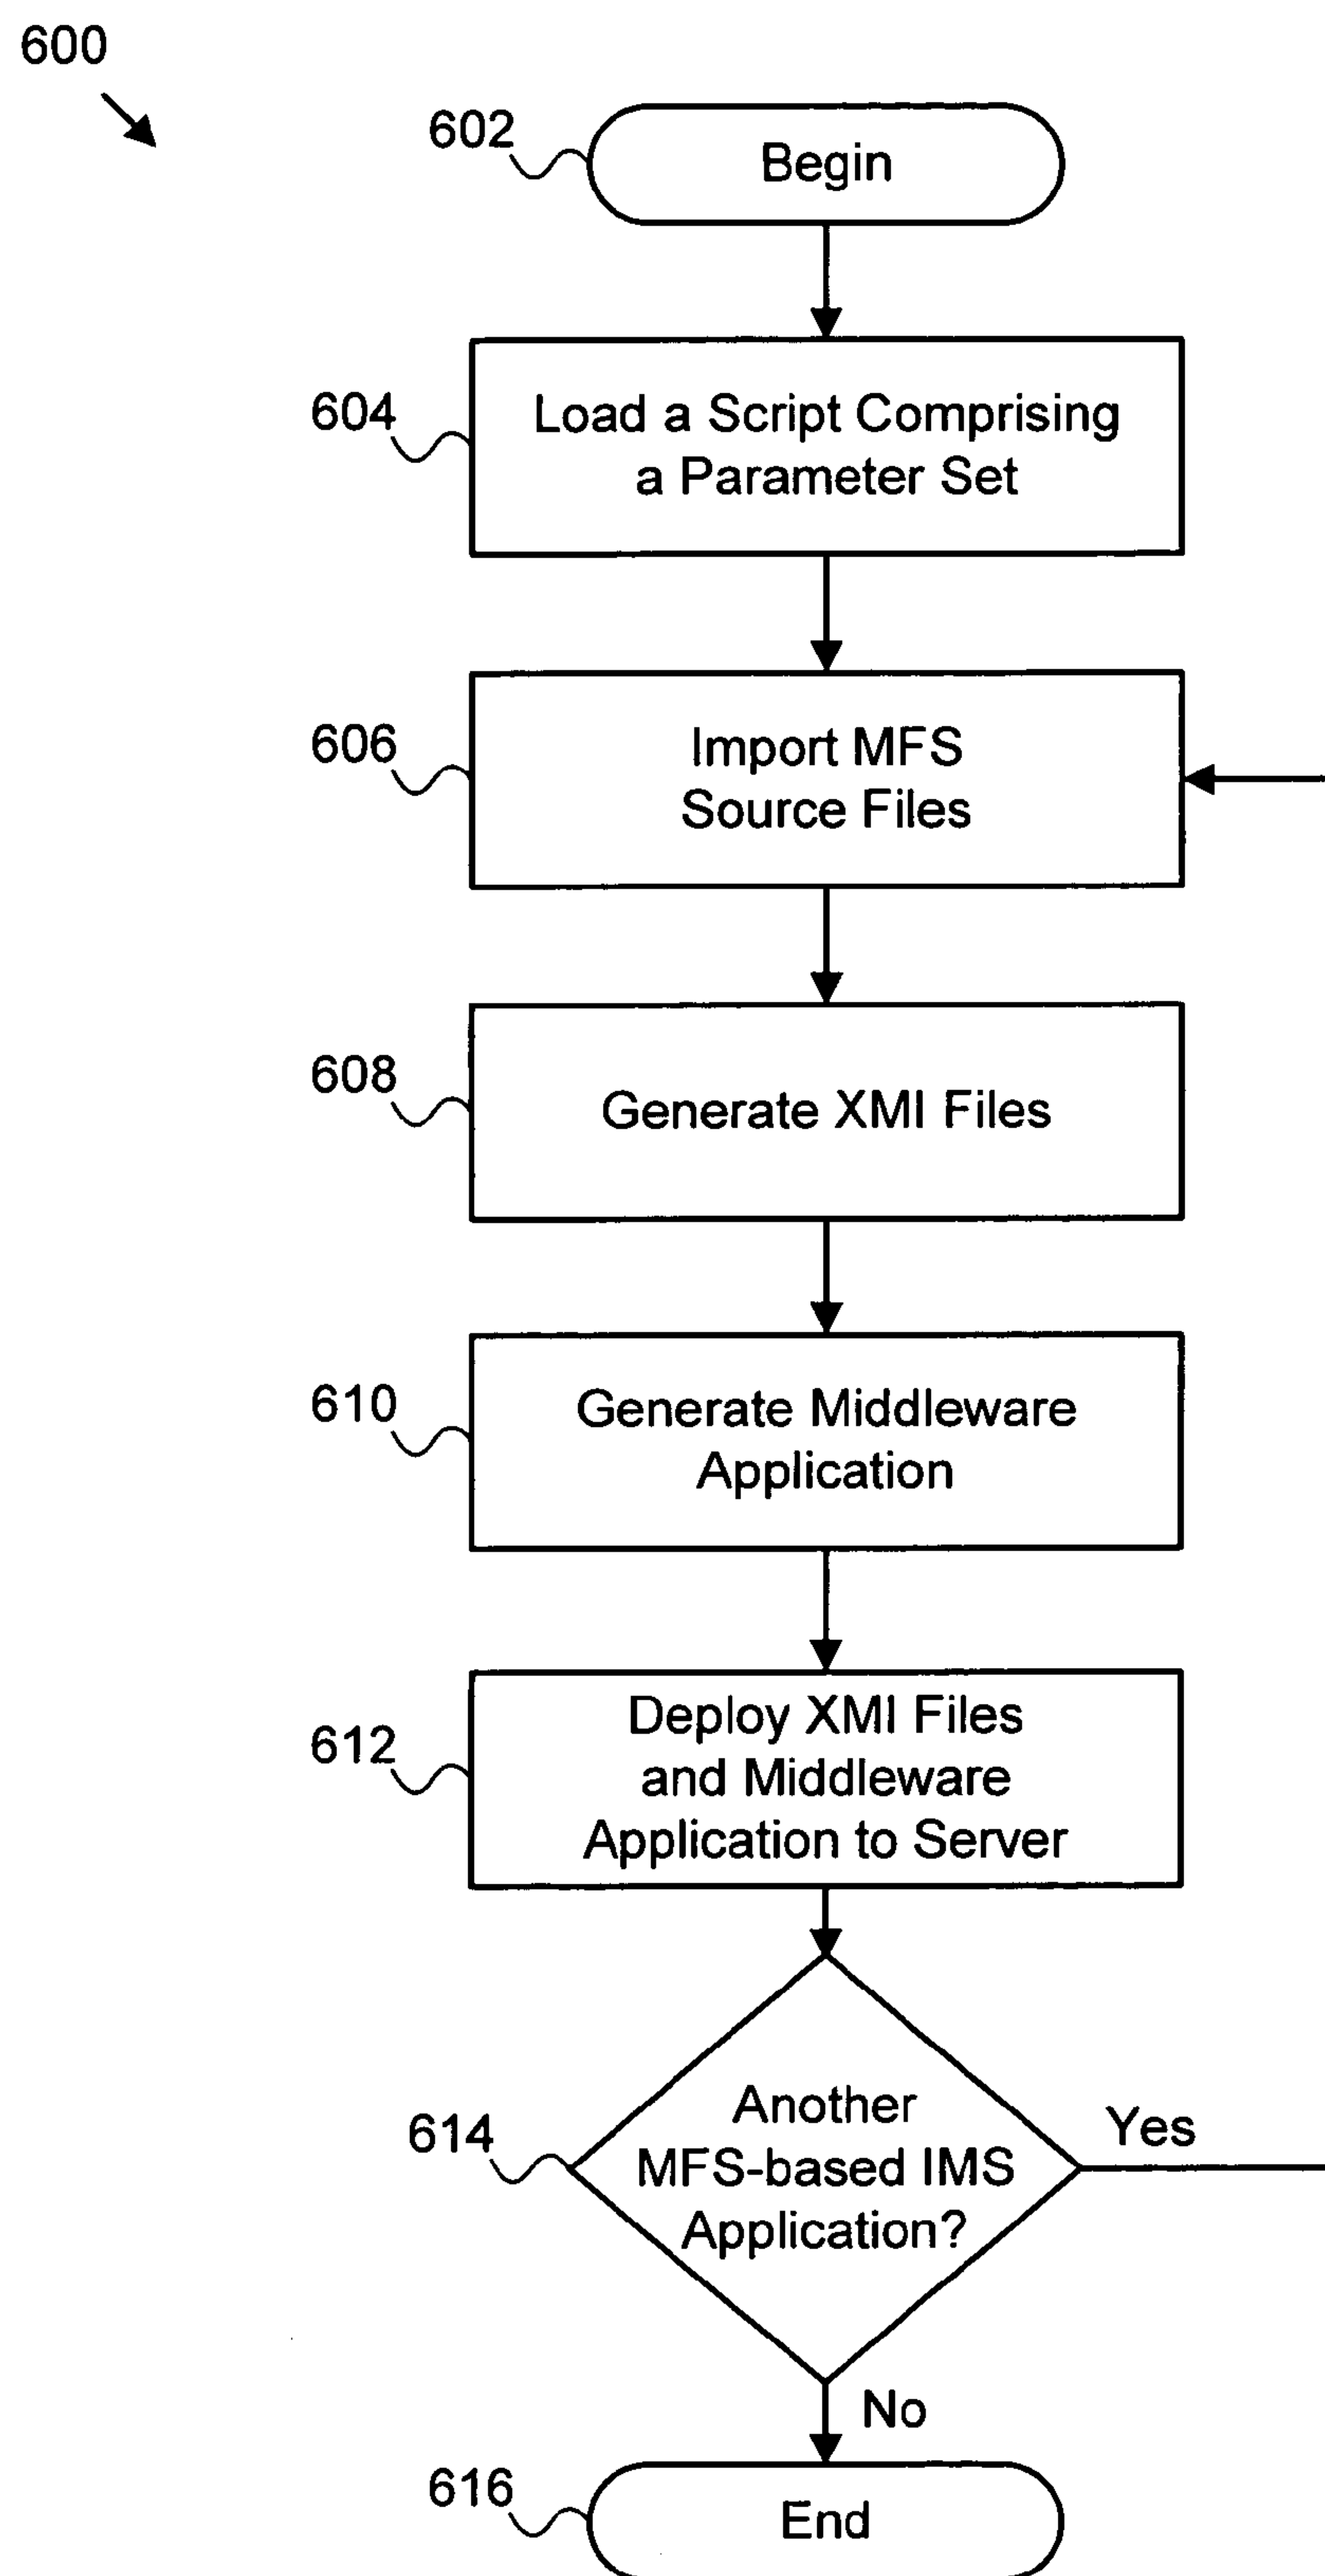 600
602
Begin
604
Load a Script Comprising
a Parameter Set
606
Import MFS
Source Files
608
Generate XMI Files
610
Generate Middleware
Application
612
Deploy XMI Files
and Middleware
Application to Server
614
Another
MFS-based IMS
Application?
Yes
No
616
End